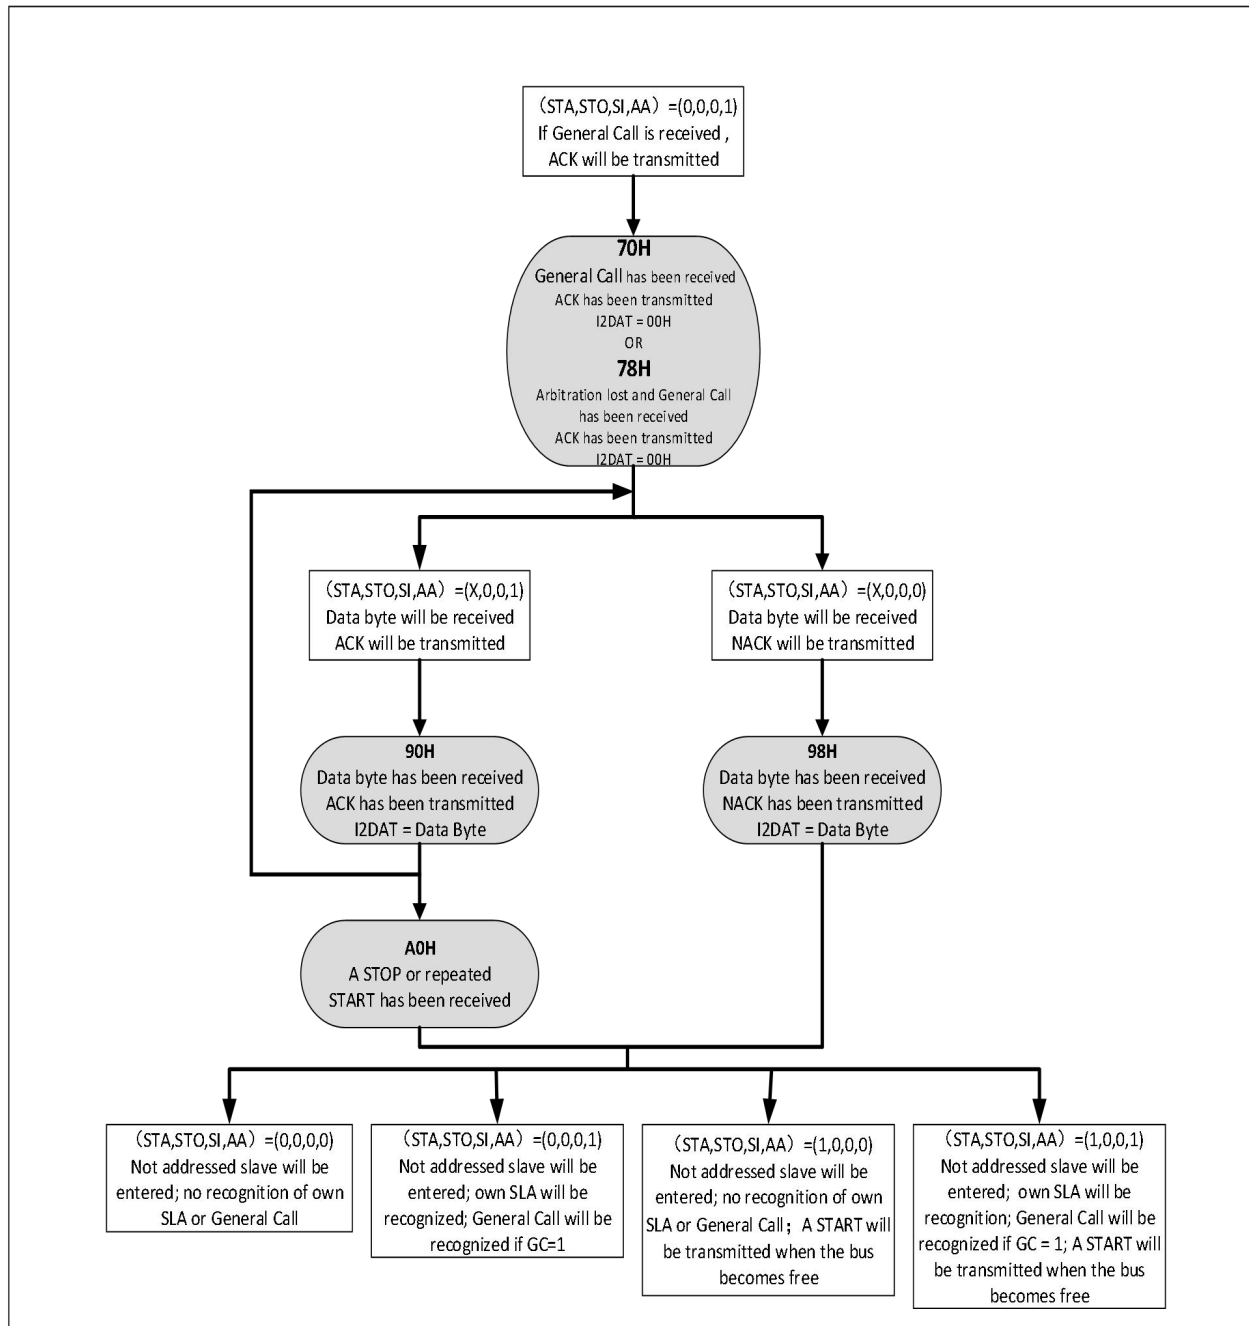 （STA,STO,SI,AA）=(0,0,0,1)
If General Call is received ,
ACK will be transmitted
70H
General Call has been received
ACK has been transmitted
I2DAT = 00H
OR
78H
Arbitration lost and General Call
has been received
ACK has been transmitted
I2DAT = 00H
（STA,STO,SI,AA）=(X,0,0,1)
Data byte will be received
ACK will be transmitted
（STA,STO,SI,AA）=(X,0,0,0)
Data byte will be received
NACK will be transmitted
90H
Data byte has been received
ACK has been transmitted
I2DAT = Data Byte
98H
Data byte has been received
NACK has been transmitted
I2DAT = Data Byte
A0H
A STOP or repeated
START has been received
（STA,STO,SI,AA）=(0,0,0,0)
Not addressed slave will be
entered; no recognition of own
SLA or General Call
（STA,STO,SI,AA）=(0,0,0,1)
Not addressed slave will be
entered; own SLA will be
recognized; General Call will be
recognized if GC=1
（STA,STO,SI,AA）=(1,0,0,0)
Not addressed slave will be
entered; no recognition of own
SLA or General Call；A START will
be transmitted when the bus
becomes free
（STA,STO,SI,AA）=(1,0,0,1)
Not addressed slave will be
entered; own SLA will be
recognition; General Call will be
recognized if GC = 1; A START will
be transmitted when the bus
becomes free